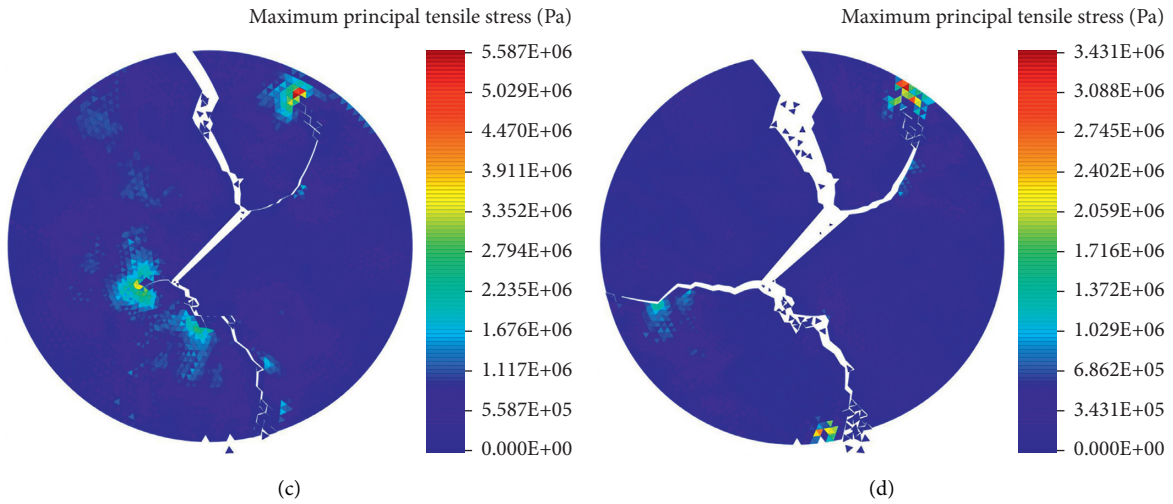 Maximum principal tensile stress (Pa)
5.587E+06
5.029E+06
4.470E+06
3.911E+06
3.352E+06
2.794E+06
2.235E+06
1.676E+06
1.117E+06
5.587E+05
0.000E+00
(c)
Maximum principal tensile stress (Pa)
3.431E+06
3.088E+06
2.745E+06
2.402E+06
2.059E+06
1.716E+06
1.372E+06
1.029E+06
6.862E+05
3.431E+05
0.000E+00
(d)